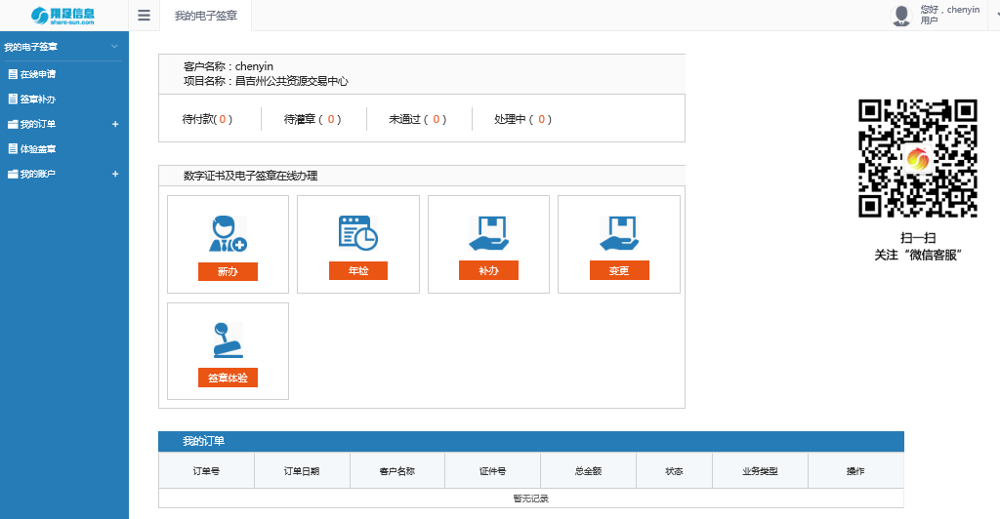 翔晟信息
share-sun.com
我的电子签章
您好，chenyin
用户
我的电子签章
在线申请
签章补办
我的订单 +
体验盖章
我的账户 +
客户名称：chenyin
项目名称：昌吉州公共资源交易中心
待付款( 0 ) 待灌章 ( 0 ) 未通过 ( 0 ) 处理中 ( 0 )
数字证书及电子签章在线办理
新办 年检 补办 变更
签章体验
扫一扫
关注“微信客服”
我的订单
订单号 订单日期 客户名称 证件号 总金额 状态 业务类型 操作
暂无记录